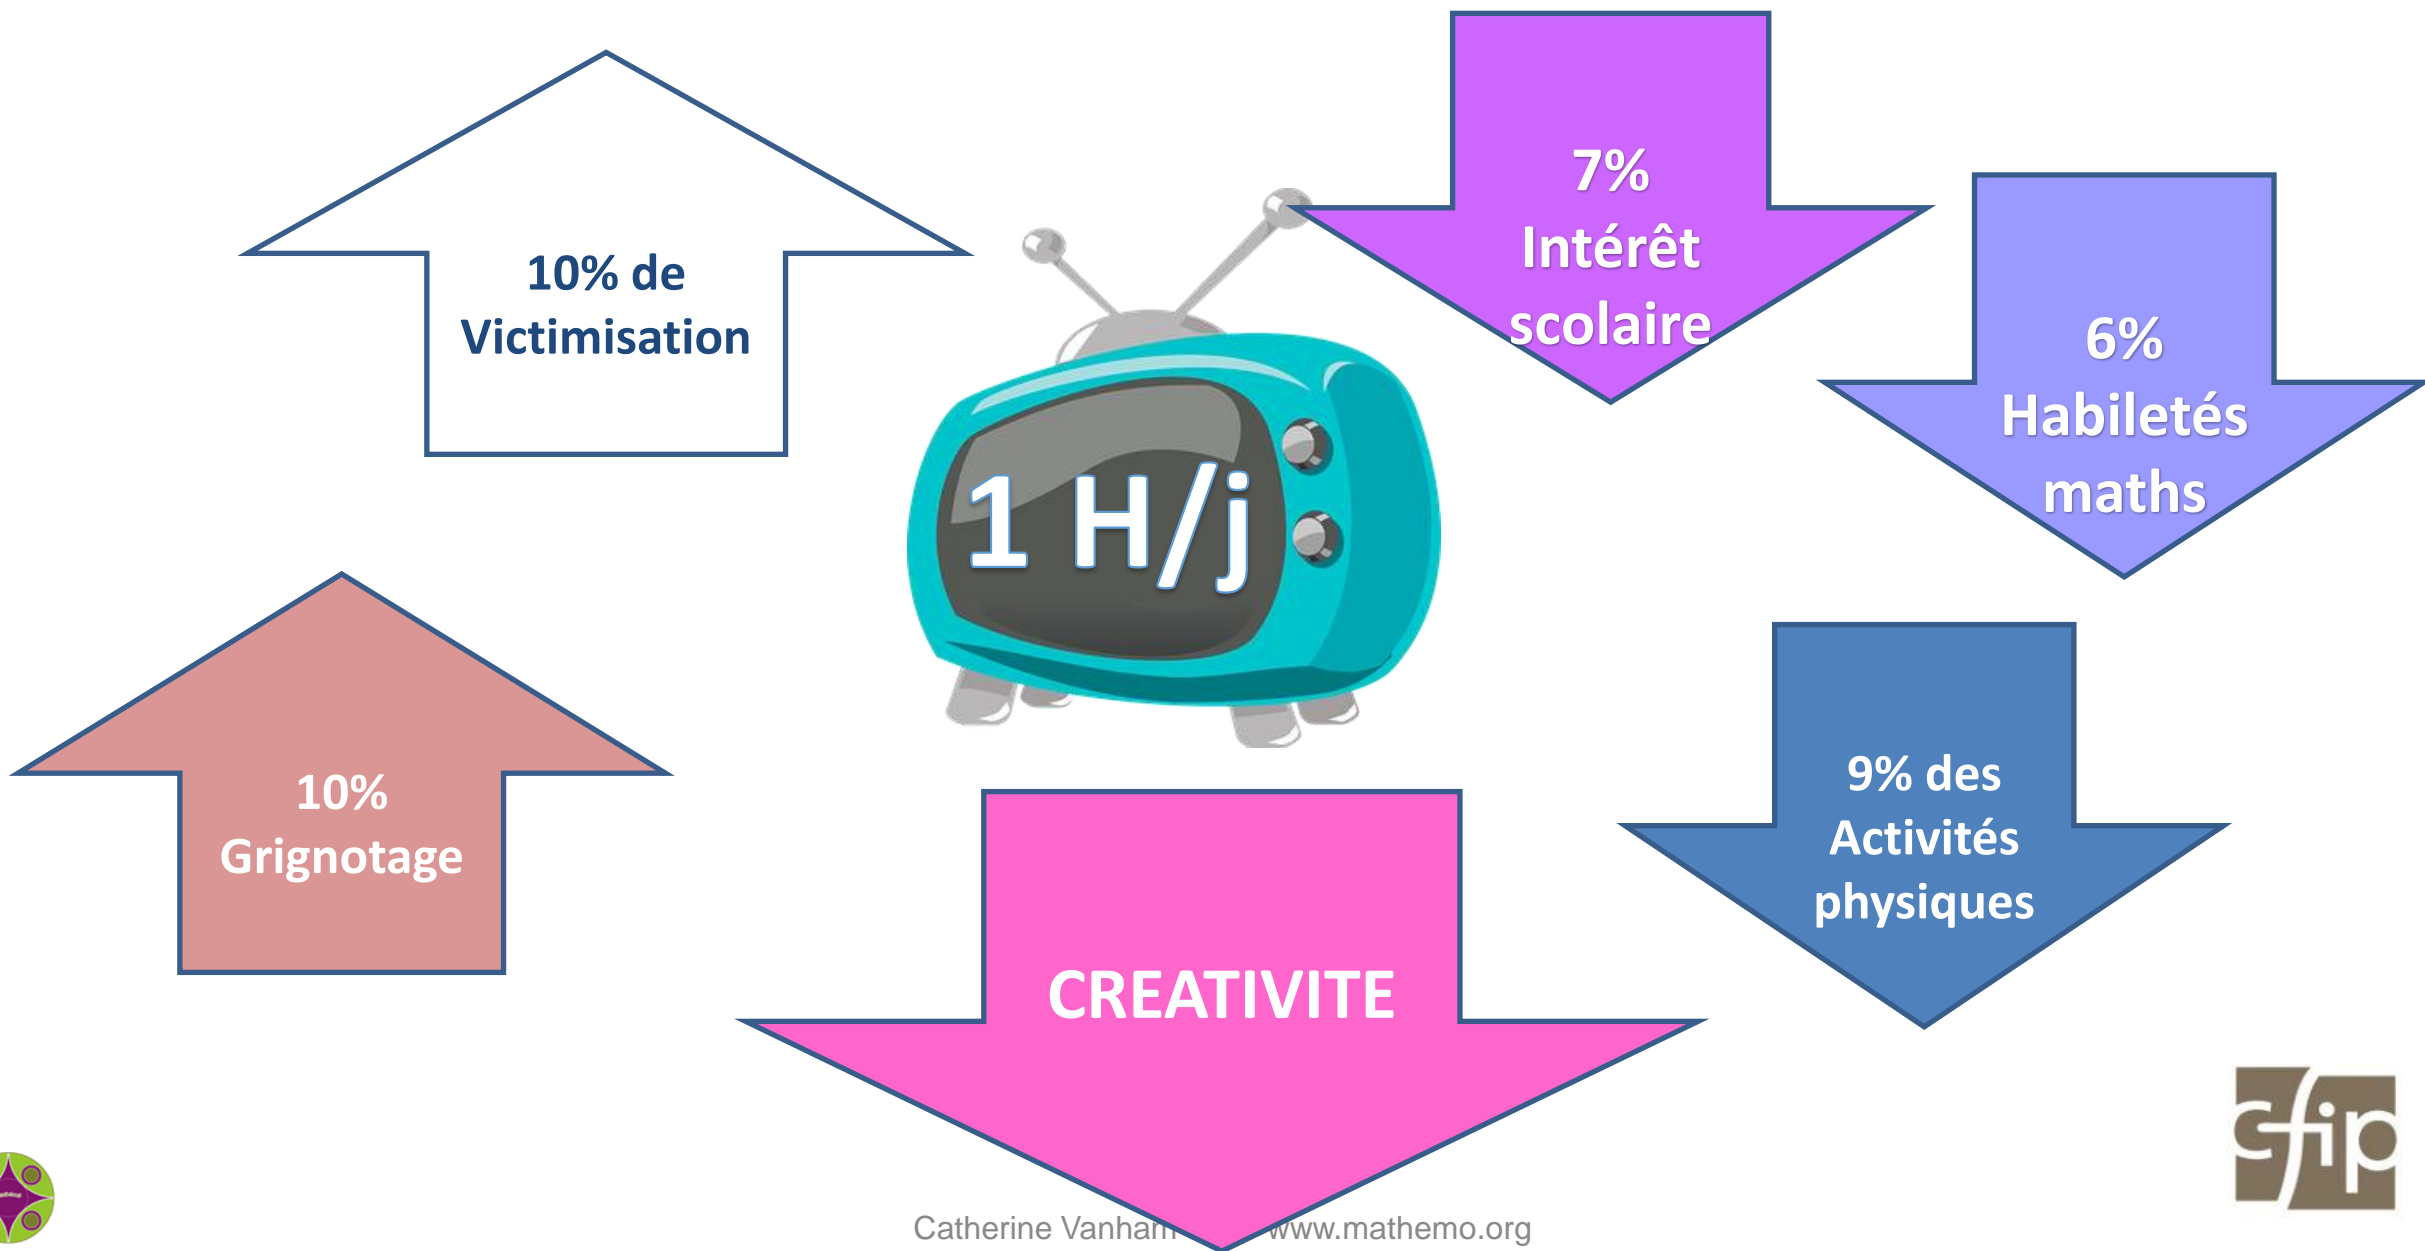 10% de
Victimisation
7%
Intérêt
scolaire
6%
Habiletés
maths
1 H/j
10%
Grignotage
9% des
Activités
physiques
CREATIVITE
cfip
Catherine www.mathemo.org